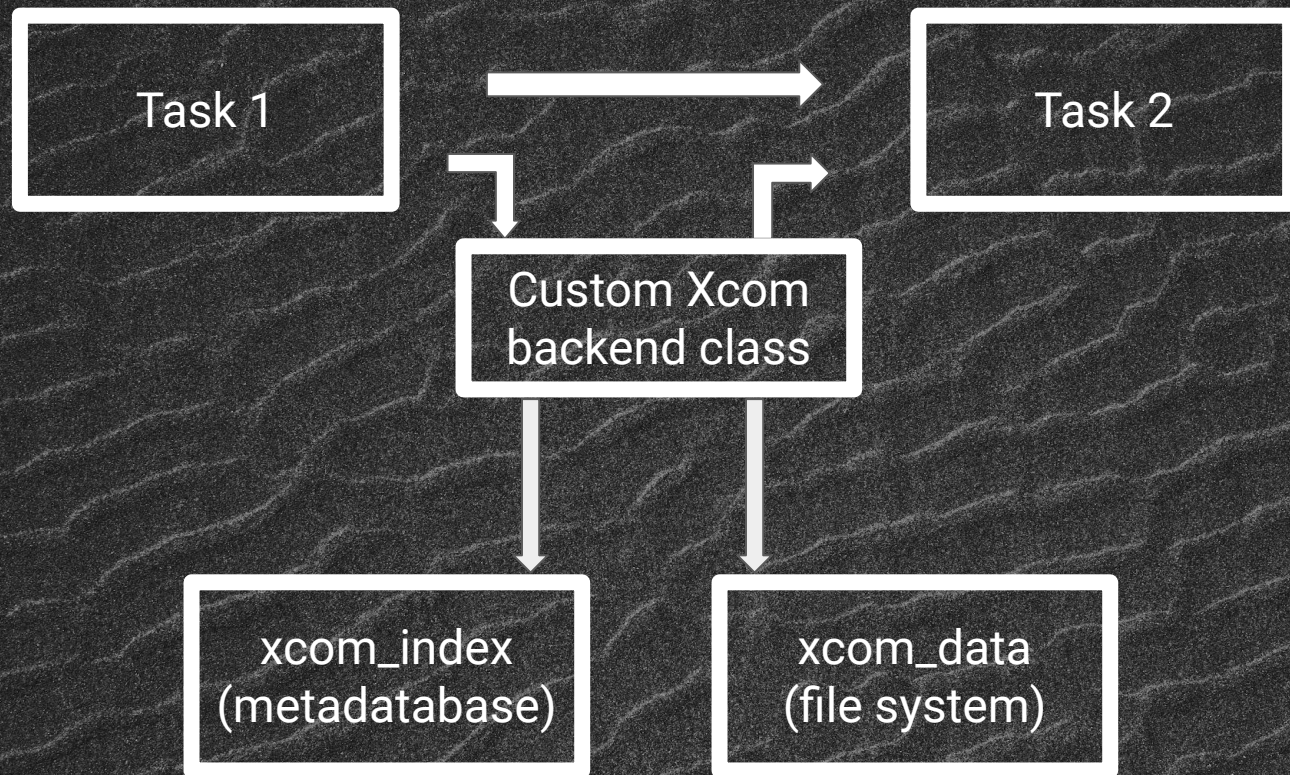 Task 1
Task 2
Custom Xcom
backend class
xcom_index
(metadatabase)
xcom_data
(file system)